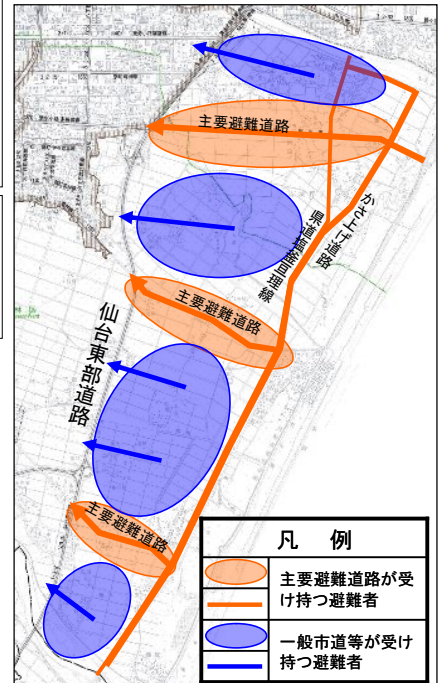 主要避難道路
かさ上げ道路
県道塩釜亘理線
主要避難道路
仙台東部道路
主要避難道路
凡　例
主要避難道路が受
け持つ避難者
一般市道等が受け
持つ避難者